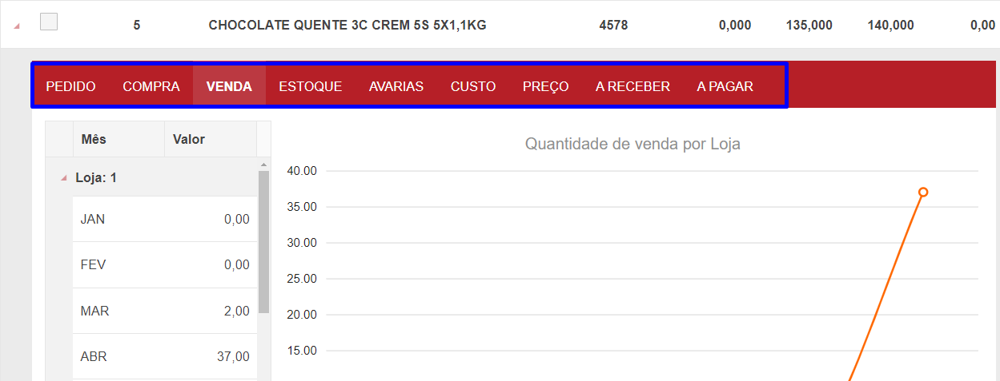 5 CHOCOLATE QUENTE 3C CREM 5S 5X1,1KG 4578 0,000 135,000 140,000 0,00
PEDIDO COMPRA VENDA ESTOQUE AVARIAS CUSTO PREÇO A RECEBER A PAGAR
Mês Valor
Loja: 1
JAN 0,00
FEV 0,00
MAR 2,00
ABR 37,00
Quantidade de venda por Loja
40.00
35.00
30.00
25.00
20.00
15.00